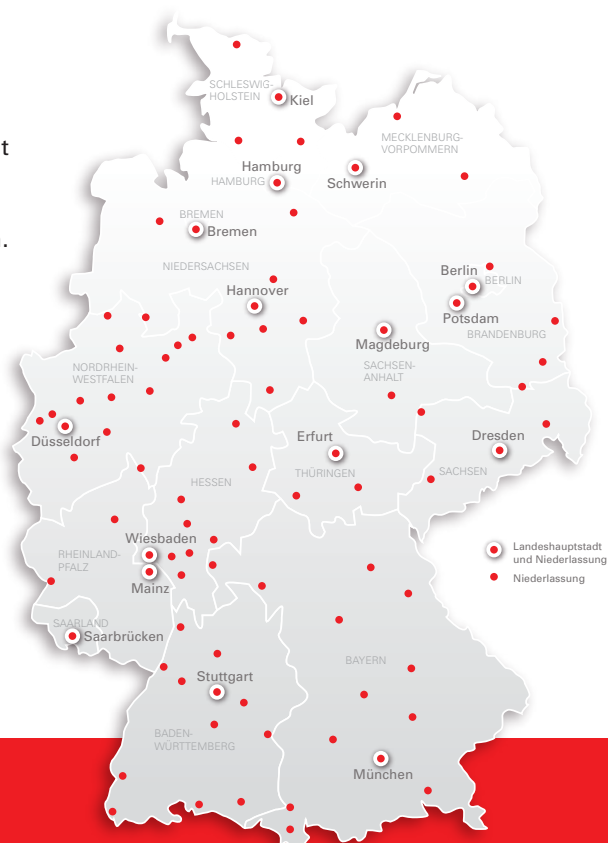 SCHLESWIG-
HOLSTEIN
Kiel
MECKLENBURG-
VORPOMMERN
t
Hamburg
HAMBURG
Schwerin
BREMEN
Bremen
.
NIEDERSACHSEN
Hannover
Berlin
BERLIN
Potsdam
BRANDENBURG
Magdeburg
SACHSEN-
ANHALT
NORDRHEIN-
WESTFALEN
Düsseldorf
Erfurt
Dresden
HESSEN
THÜRINGEN
SACHSEN
Wiesbaden
RHEINLAND-
PFALZ
Mainz
Landeshauptstadt
und Niederlassung
Niederlassung
SAARLAND
Saarbrücken
BAYERN
Stuttgart
BADEN-
WÜRTTEMBERG
München